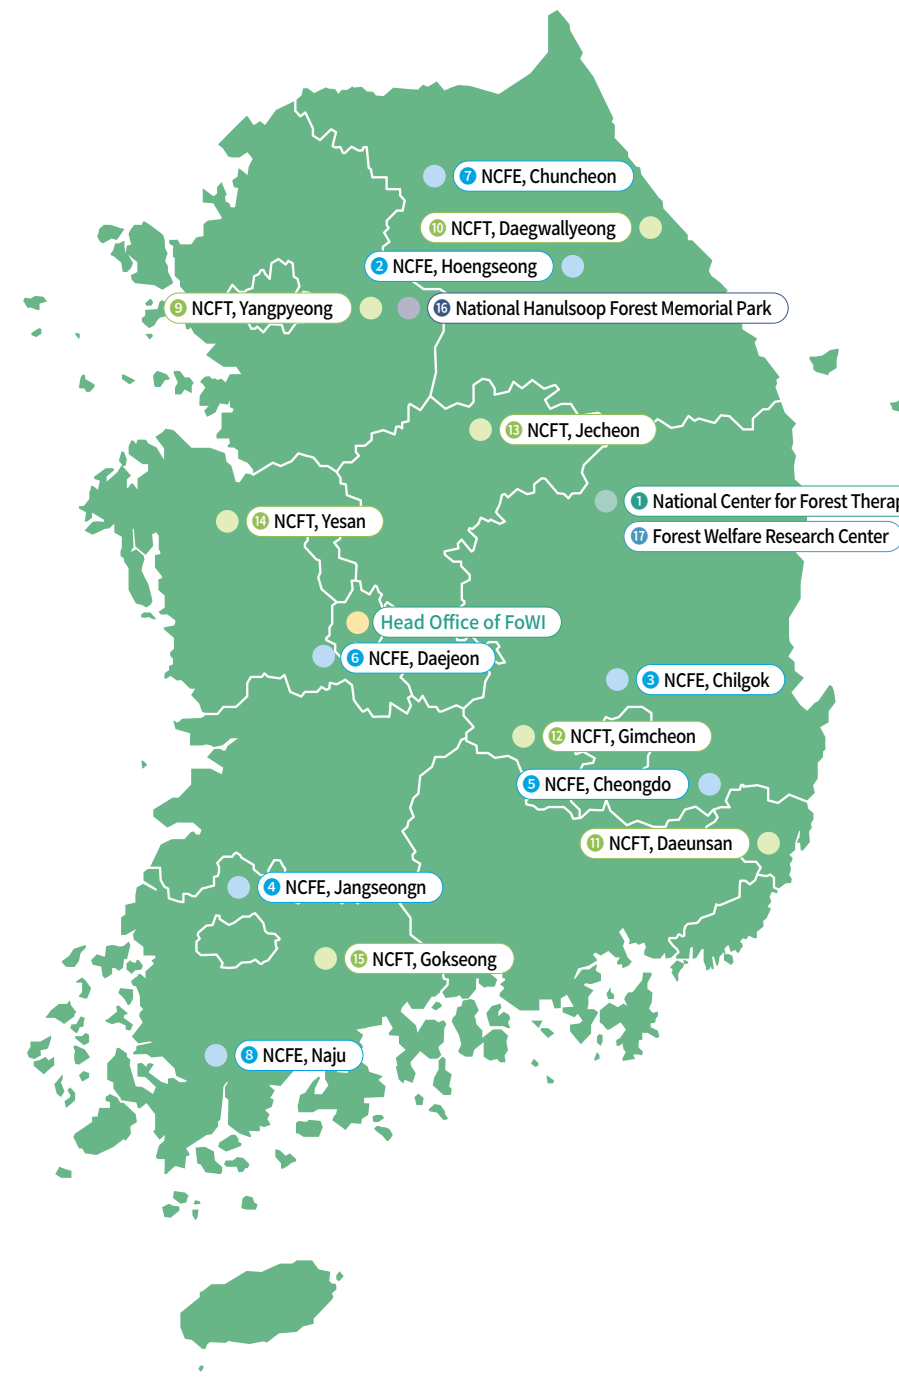 7 NCFE, Chuncheon
10 NCFT, Daegwallyeong
2 NCFE, Hoengseong
9 NCFT, Yangpyeong
16 National Hanulsoop Forest Memorial Park
13 NCFT, Jecheon
1 National Center for Forest Therap
14 NCFT, Yesan
17 Forest Welfare Research Center
Head Office of FoWI
6 NCFE, Daejeon
3 NCFE, Chilgok
12 NCFT, Gimcheon
5 NCFE, Cheongdo
11 NCFT, Daeunsan
4 NCFE, Jangseongn
15 NCFT, Gokseong
8 NCFE, Naju